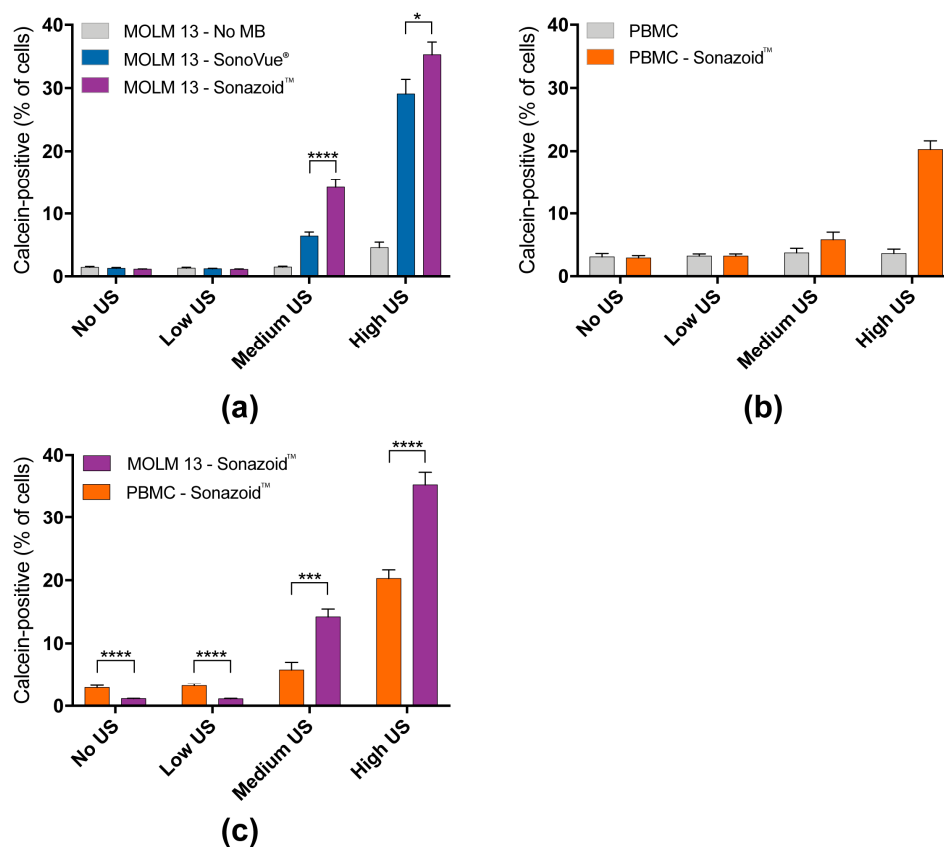 Calcein-positive (% of cells)
40
30
20
10
0
MOLM 13 - No MB
MOLM 13 - SonoVue®
MOLM 13 - Sonazoid™
****
*
No US
Low US
Medium US
High US
(a)
Calcein-positive (% of cells)
40
30
20
10
0
PBMC
PBMC - Sonazoid™
No US
Low US
Medium US
High US
(b)
Calcein-positive (% of cells)
40
30
20
10
0
MOLM 13 - Sonazoid™
PBMC - Sonazoid™
****
****
***
****
No US
Low US
Medium US
High US
(c)